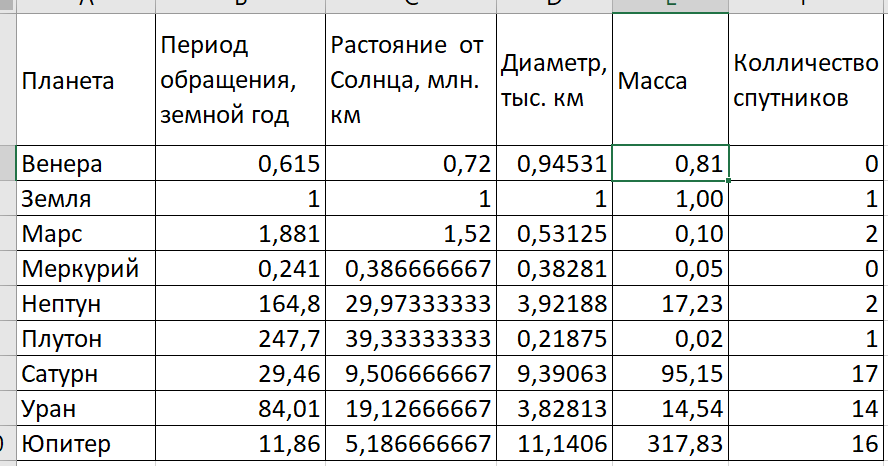 Планета Период обращения, земной год Растояние от Солнца, млн. км Диаметр, тыс. км Масса Колличество спутников
Венера 0,615 0,72 0,94531 0,81 0
Земля 1 1 1 1,00 1
Марс 1,881 1,52 0,53125 0,10 2
Меркурий 0,241 0,386666667 0,38281 0,05 0
Нептун 164,8 29,97333333 3,92188 17,23 2
Плутон 247,7 39,33333333 0,21875 0,02 1
Сатурн 29,46 9,506666667 9,39063 95,15 17
Уран 84,01 19,12666667 3,82813 14,54 14
Юпитер 11,86 5,186666667 11,1406 317,83 16